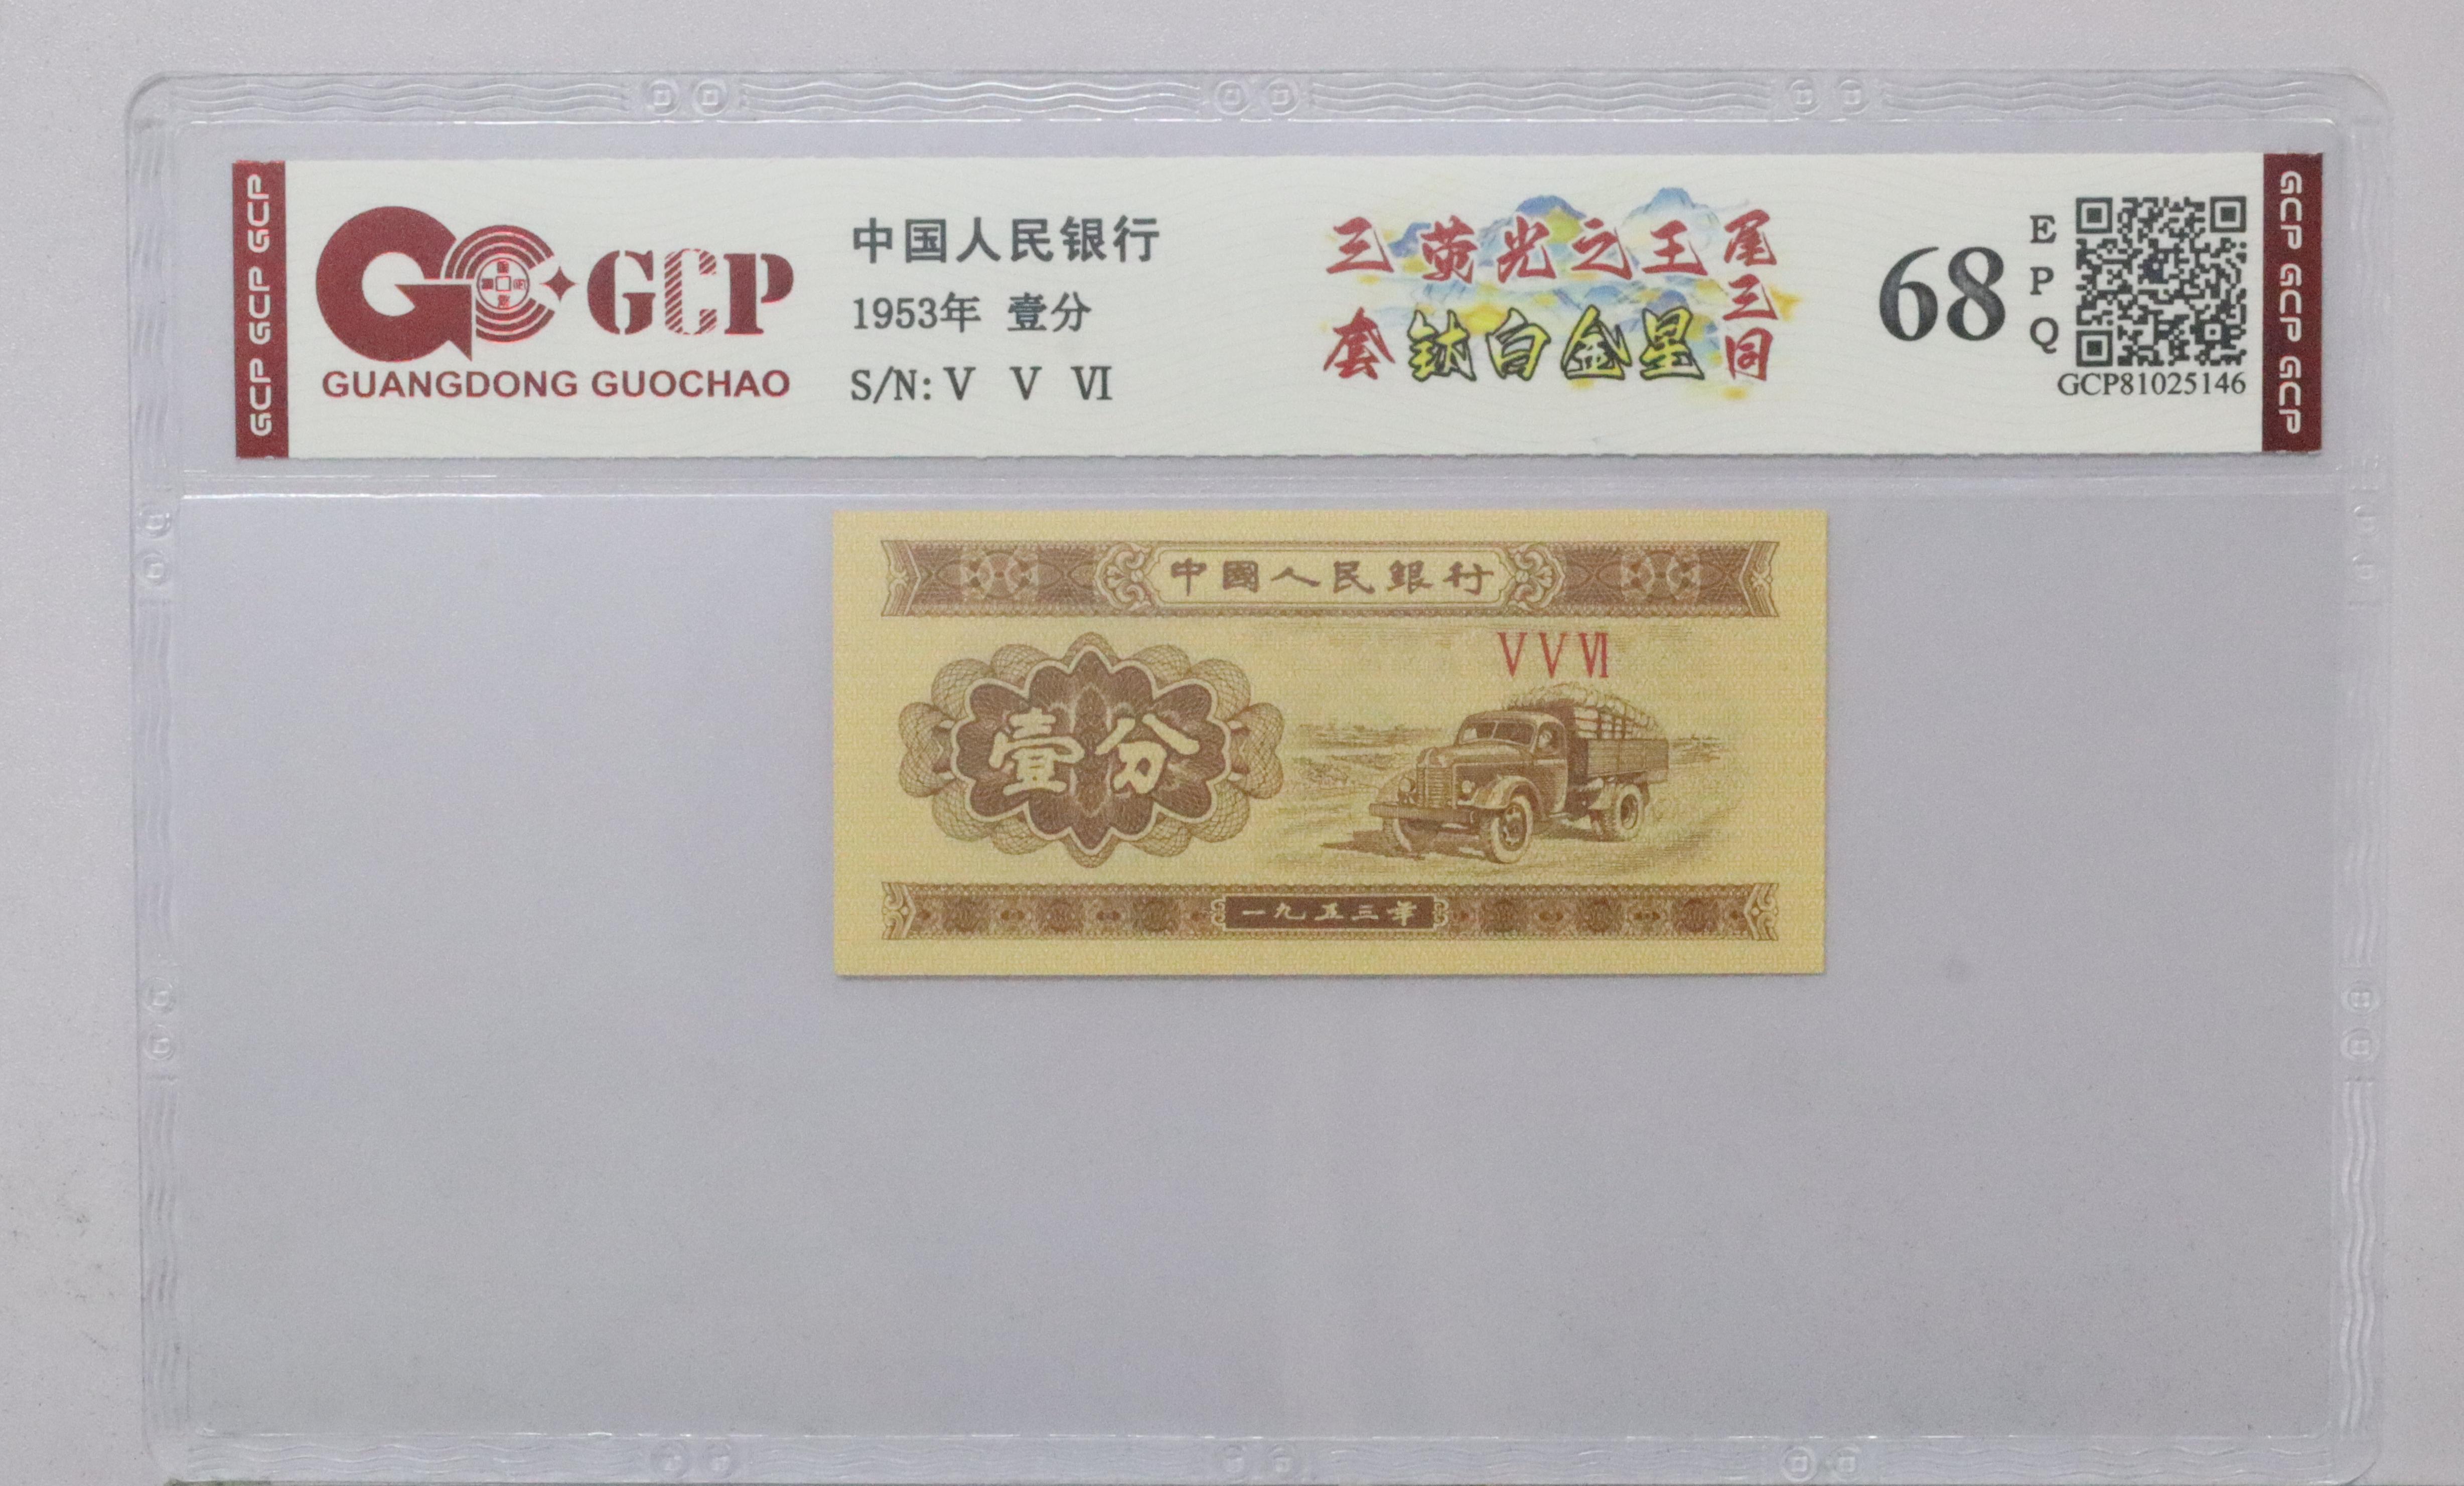 GCP GCP GCP
GCP
GUANGDONG GUOCHAO
中国人民银行
1953年 壹分
S/N: V V VI
三荧光之王
套钛白金星
尾三同
68
EPQ
GCP81025146
GCP GCP GCP
中國人民銀行
V V VI
壹分
一九五三年